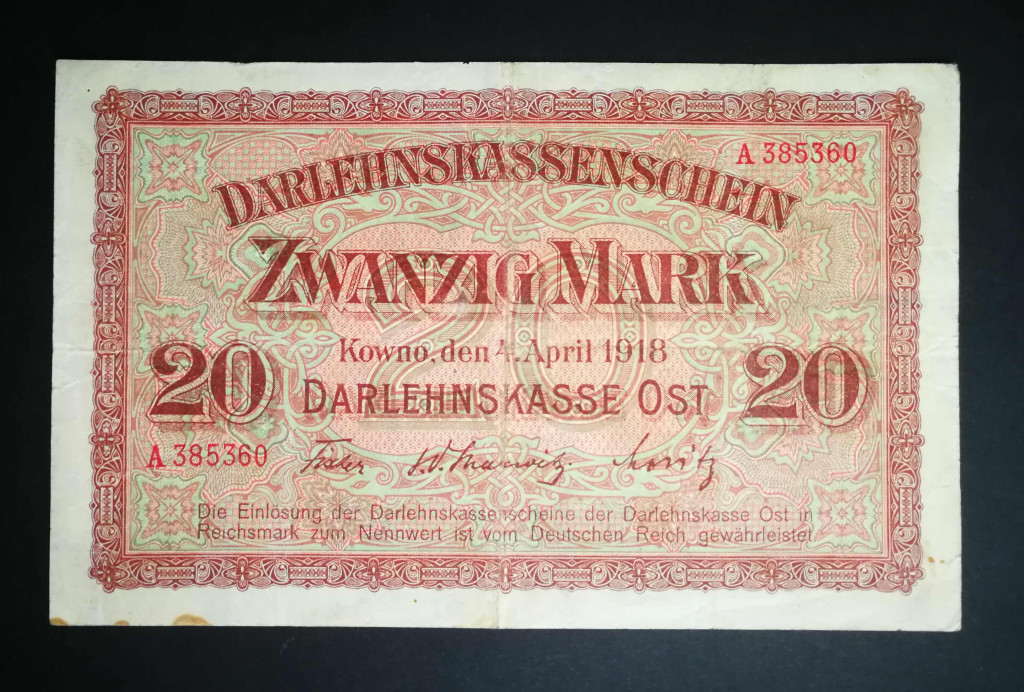 A 385360
DARLEHNSKASSENSCHEIN
ZWANZIG MARK
20
Kowno, den 4. April 1918
20
DARLEHNSKASSE OST
20
A 385360
Die Einlösung der Darlehnskassenscheine der Darlehnskasse Ost in
Reichsmark zum Nennwert ist vom Deutschen Reich gewährleistet